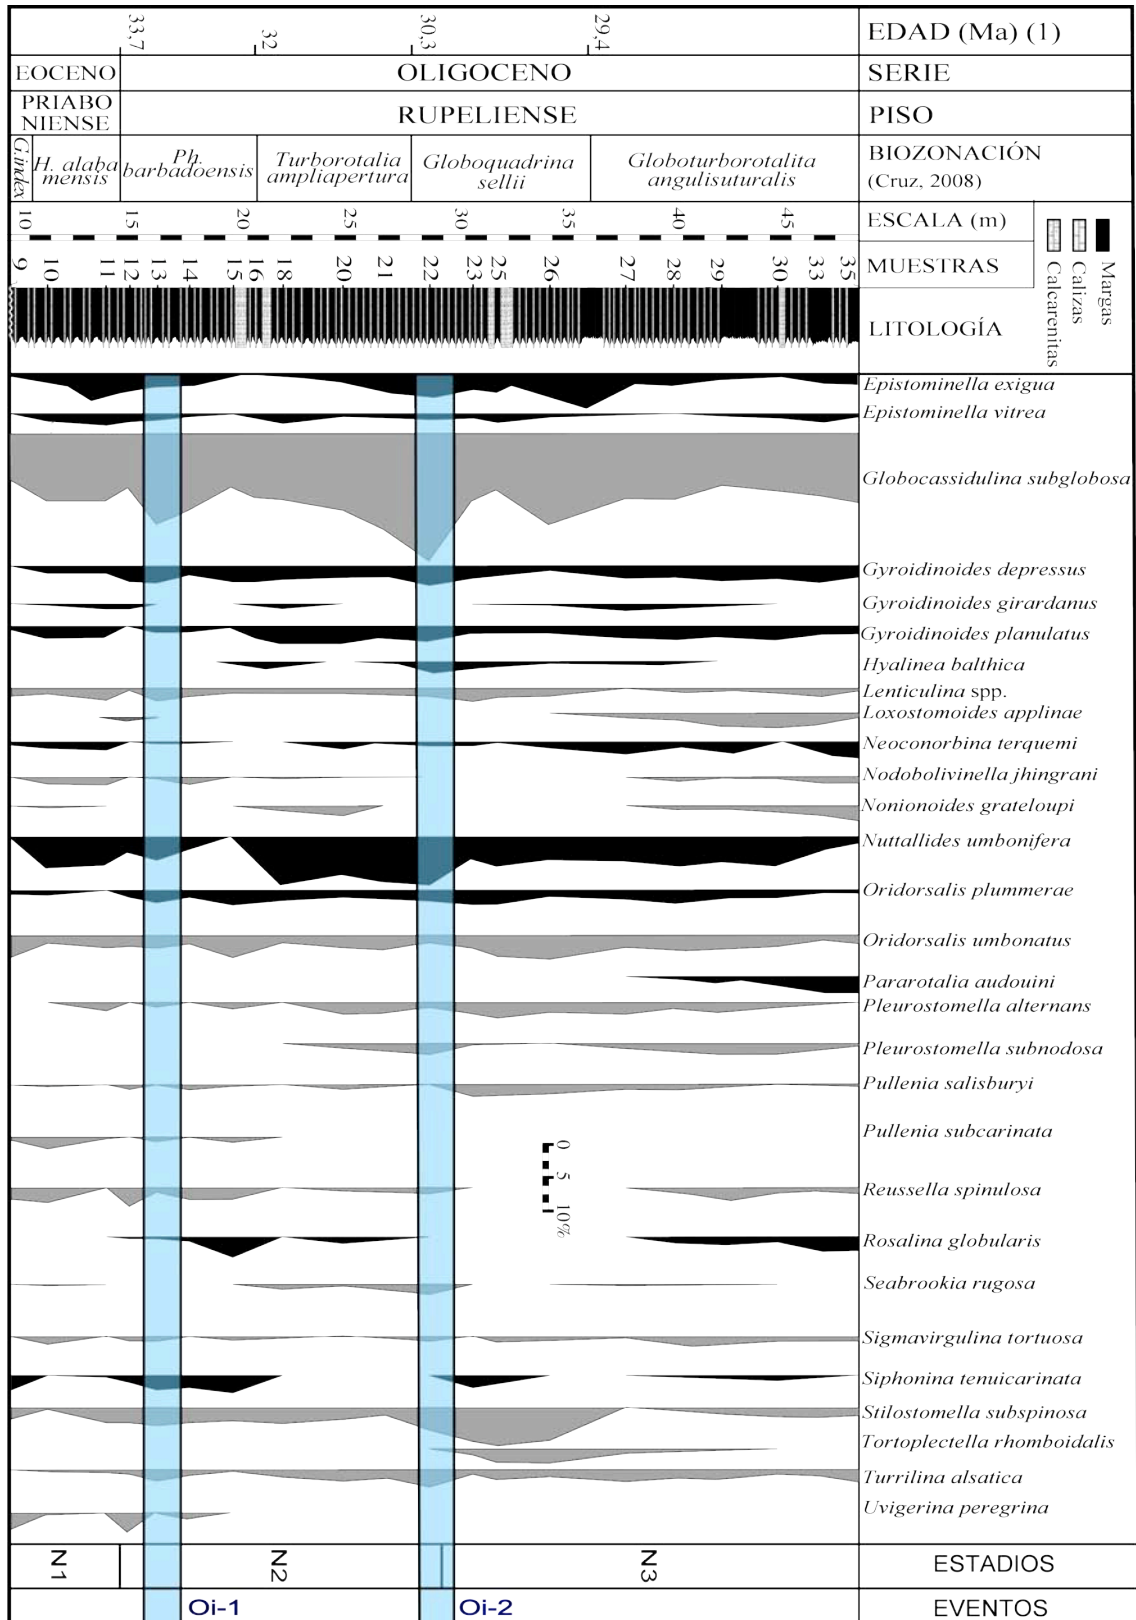 33,7 32 30,3 29,4 EDAD (Ma) (1)
EOCENO OLIGOCENO SERIE
PRIABO
NIENSE RUPELIENSE PISO
G.index H. alaba
mensis Ph.
barbadoensis Turborotalia
ampliapertura Globoquadrina
sellii Globoturborotalita
angulisuturalis BIOZONACIÓN
(Cruz, 2008)
10 15 20 25 30 35 40 45 ESCALA (m)
9 10 11 12 13 14 15 16 18 20 21 22 23 25 26 27 28 29 30 33 35 MUESTRAS
LITOLOGÍA
Margas
Calizas
Calcarenitas
Epistominella exigua
Epistominella vitrea
Globocassidulina subglobosa
Gyroidinoides depressus
Gyroidinoides girardanus
Gyroidinoides planulatus
Hyalinea balthica
Lenticulina spp.
Loxostomoides applinae
Neoconorbina terquemi
Nodobolivinella jhingrani
Nonionoides grateloupi
Nuttallides umbonifera
Oridorsalis plummerae
Oridorsalis umbonatus
Pararotalia audouini
Pleurostomella alternans
Pleurostomella subnodosa
Pullenia salisburyi
Pullenia subcarinata
0 5 10%
Reussella spinulosa
Rosalina globularis
Seabrookia rugosa
Sigmavirgulina tortuosa
Siphonina tenuicarinata
Stilostomella subspinosa
Tortoplectella rhomboidalis
Turrilina alsatica
Uvigerina peregrina
N1 N2 N3 ESTADIOS
Oi-1 Oi-2 EVENTOS